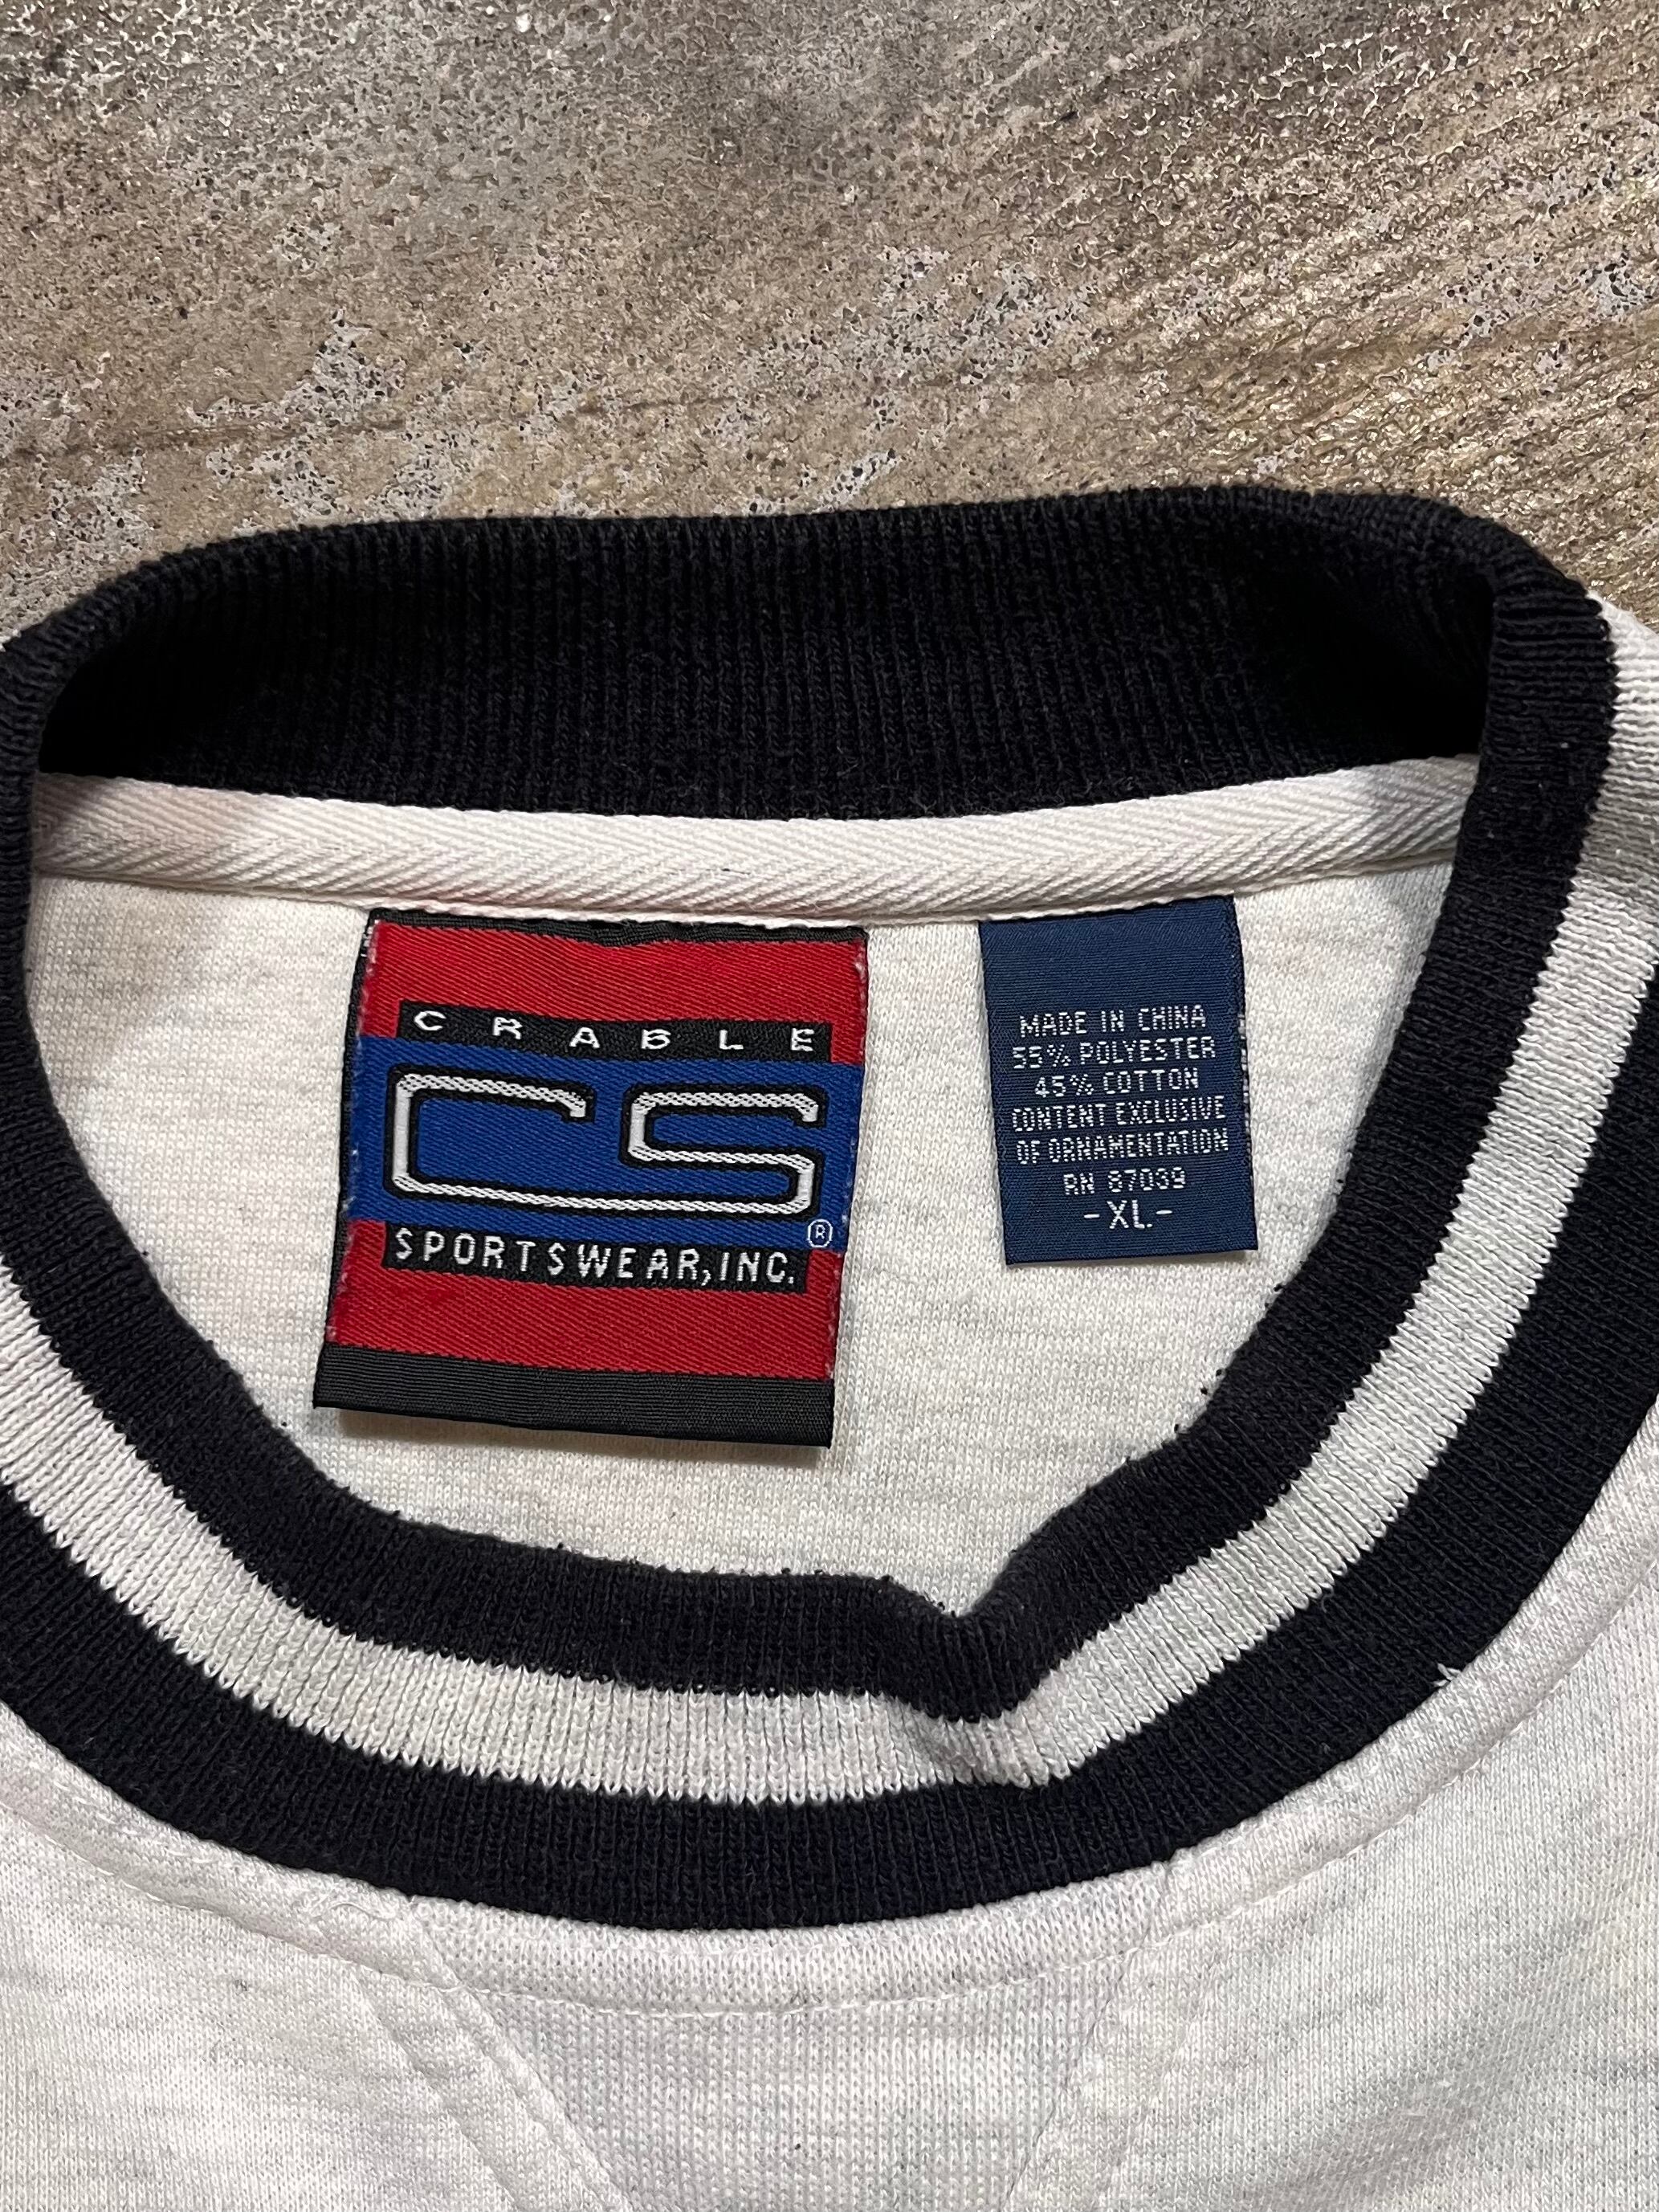 CRABLE
CS
®
SPORTSWEAR, INC.
MADE IN CHINA
55% POLYESTER
45% COTTON
CONTENT EXCLUSIVE
OF ORNAMENTATION
RN 87039
-XL.-